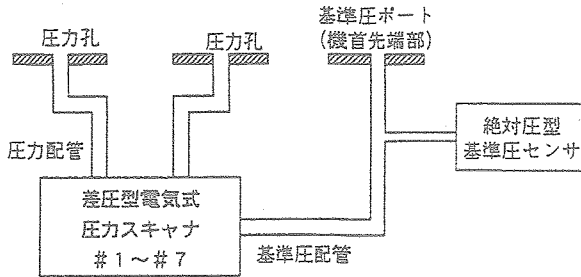 圧力孔
圧力孔
基準圧ポート
(機首先端部)
圧力配管
絶対圧型
基準圧センサ
差圧型電気式
圧力スキャナ
#1〜#7
基準圧配管